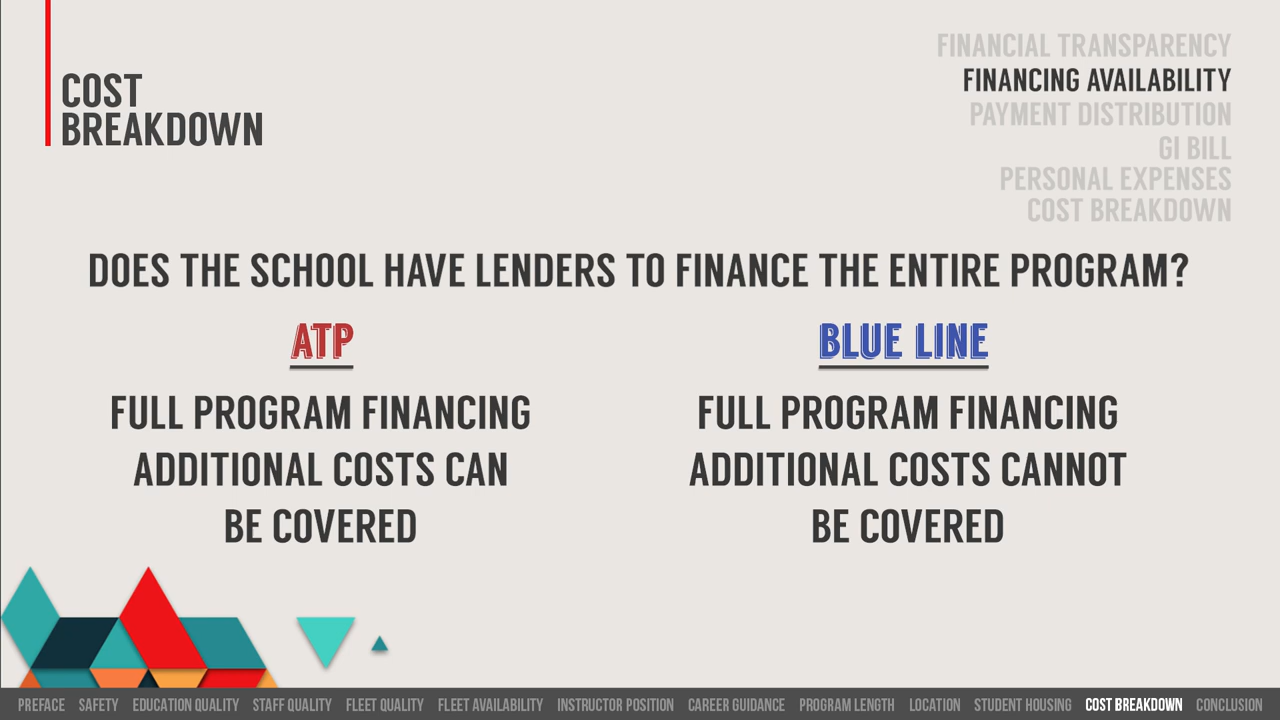 COST
BREAKDOWN
FINANCIAL TRANSPARENCY
FINANCING AVAILABILITY
PAYMENT DISTRIBUTION
GI BILL
PERSONAL EXPENSES
COST BREAKDOWN
DOES THE SCHOOL HAVE LENDERS TO FINANCE THE ENTIRE PROGRAM?
ATP
FULL PROGRAM FINANCING
ADDITIONAL COSTS CAN
BE COVERED
BLUE LINE
FULL PROGRAM FINANCING
ADDITIONAL COSTS CANNOT
BE COVERED
PREFACE SAFETY EDUCATION QUALITY STAFF QUALITY FLEET QUALITY FLEET AVAILABILITY INSTRUCTOR POSITION CAREER GUIDANCE PROGRAM LENGTH LOCATION STUDENT HOUSING COST BREAKDOWN CONCLUSION